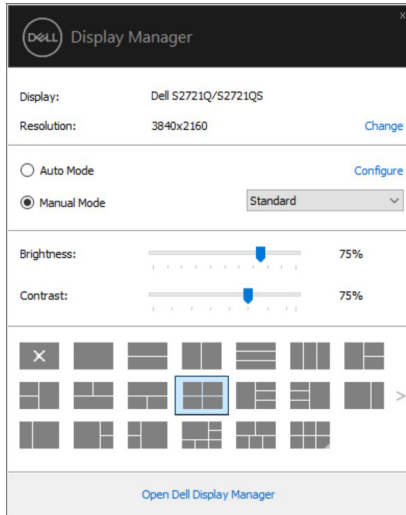 DELL Display Manager
Display: Dell S2721Q/S2721QS
Resolution: 3840x2160 Change
Auto Mode Configure
Manual Mode Standard
Brightness: 75%
Contrast: 75%
Open Dell Display Manager